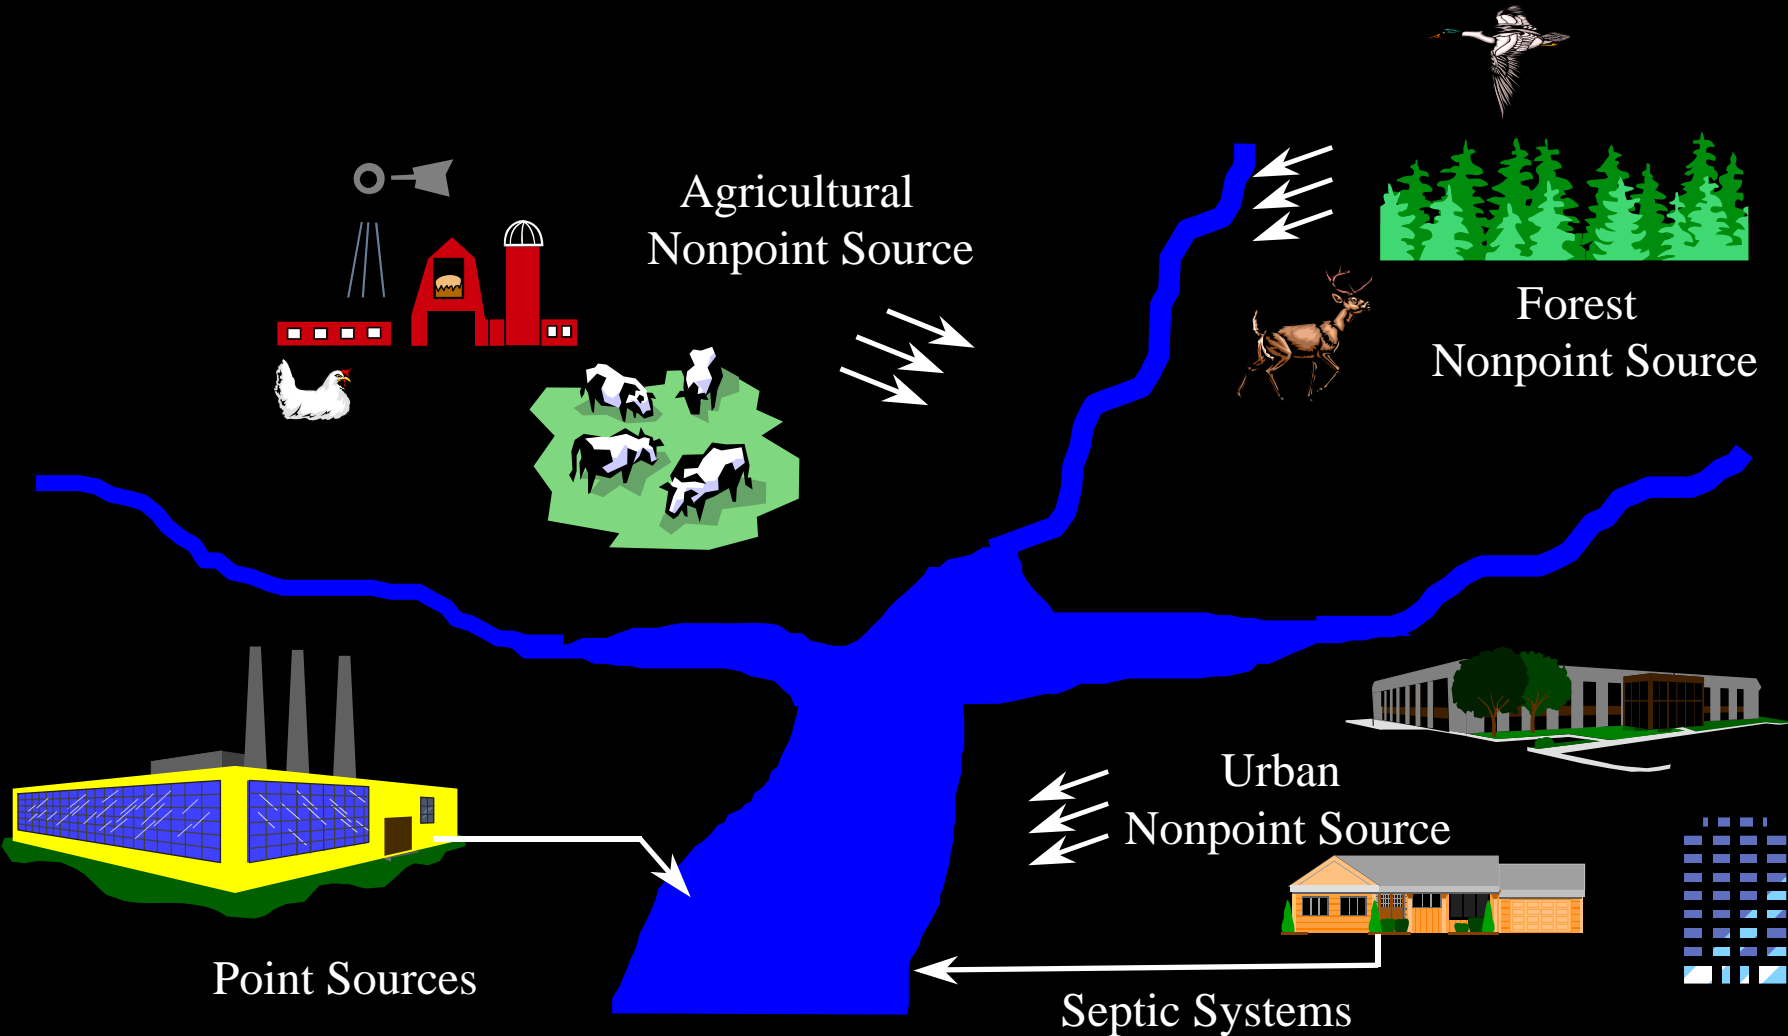 Agricultural
Nonpoint Source
Forest
Nonpoint Source
Urban
Nonpoint Source
Point Sources
Septic Systems